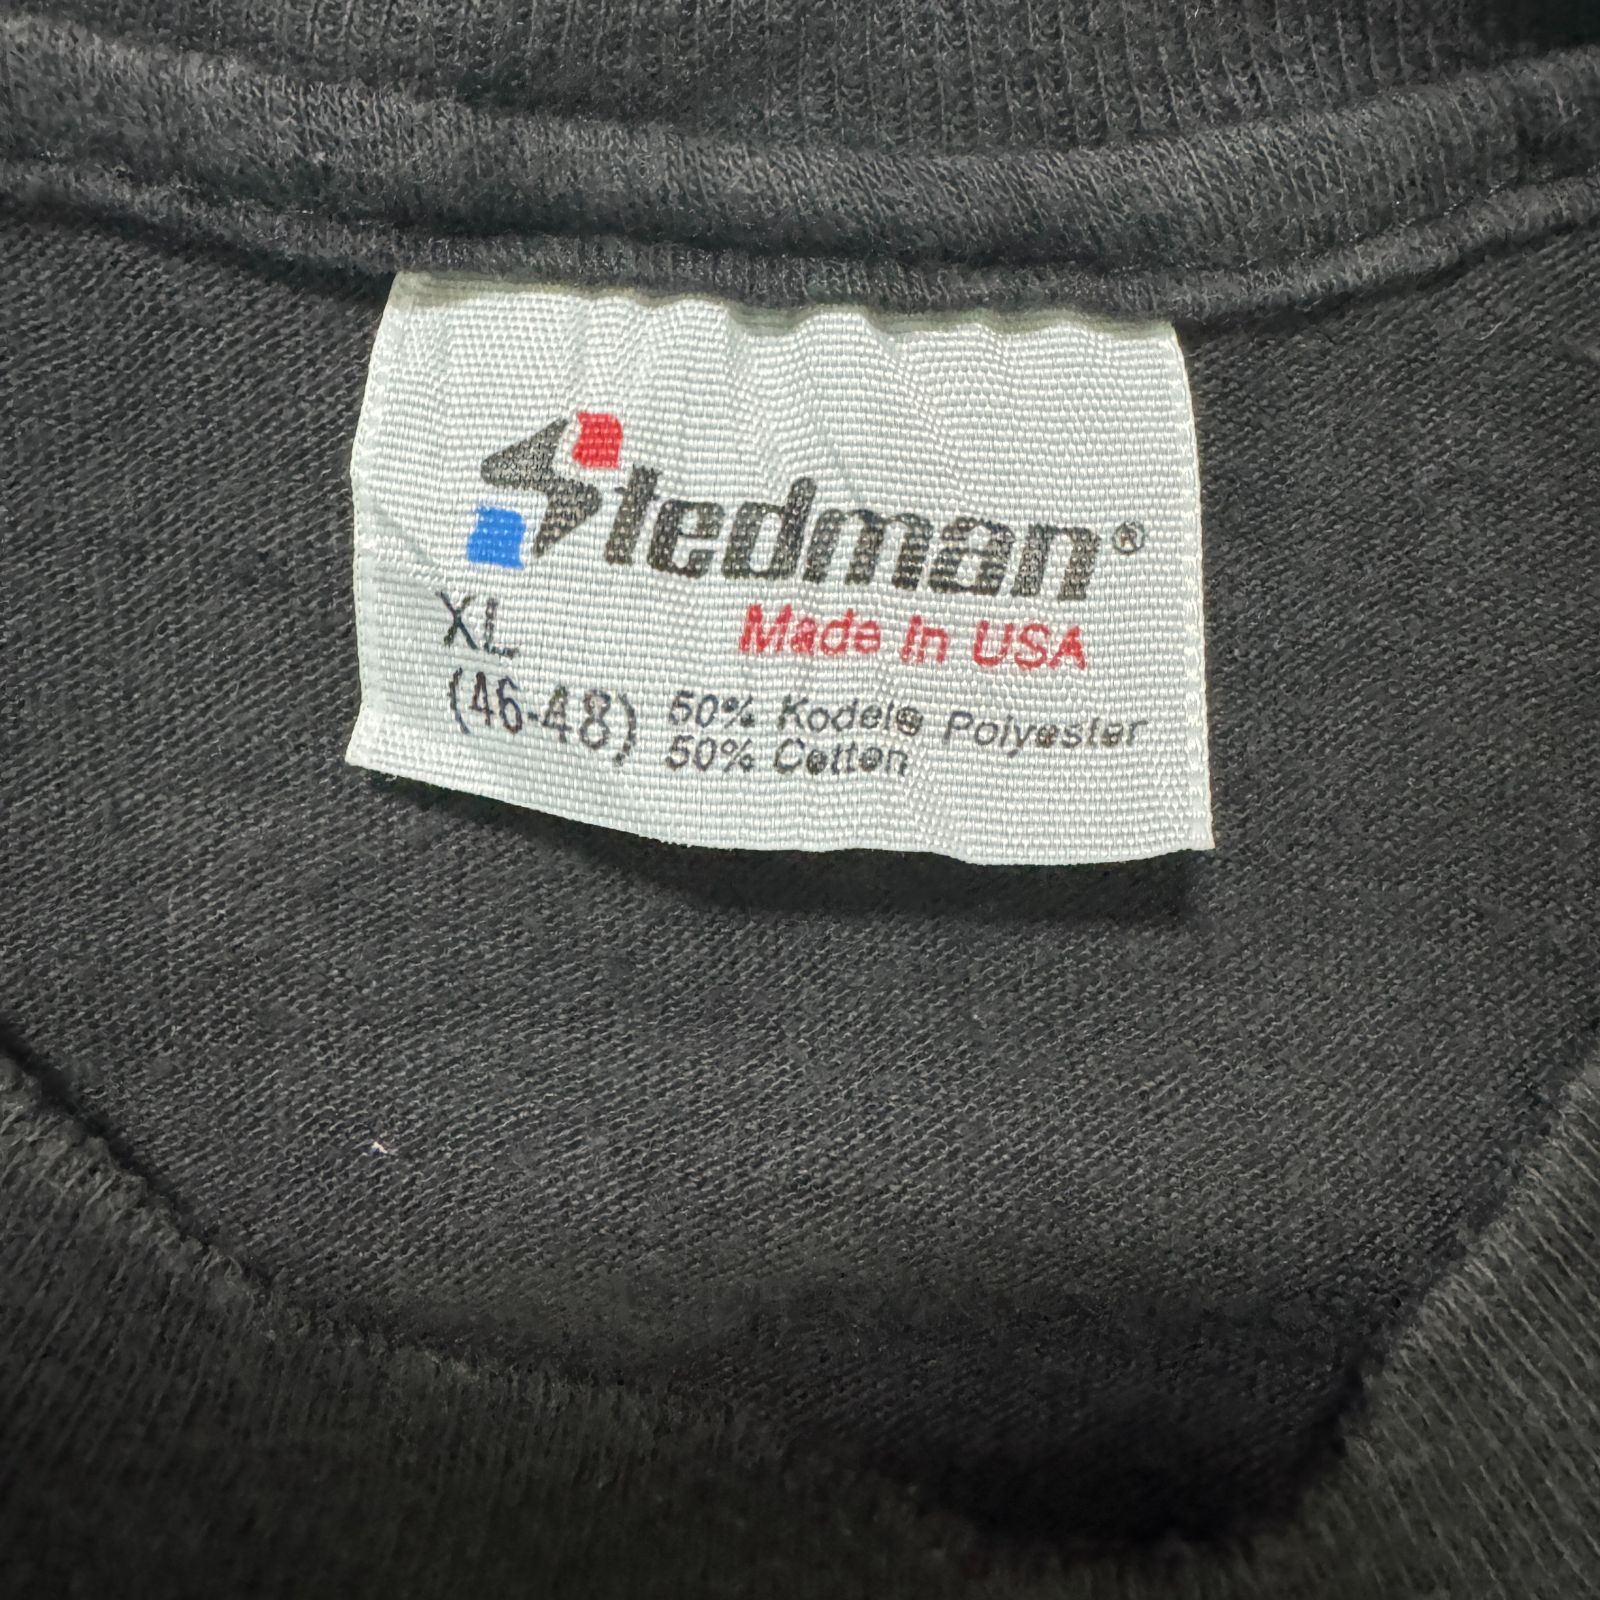 Stedman®
XL
Made in USA
(46-48)
50% Kodel® Polyester
50% Cotton